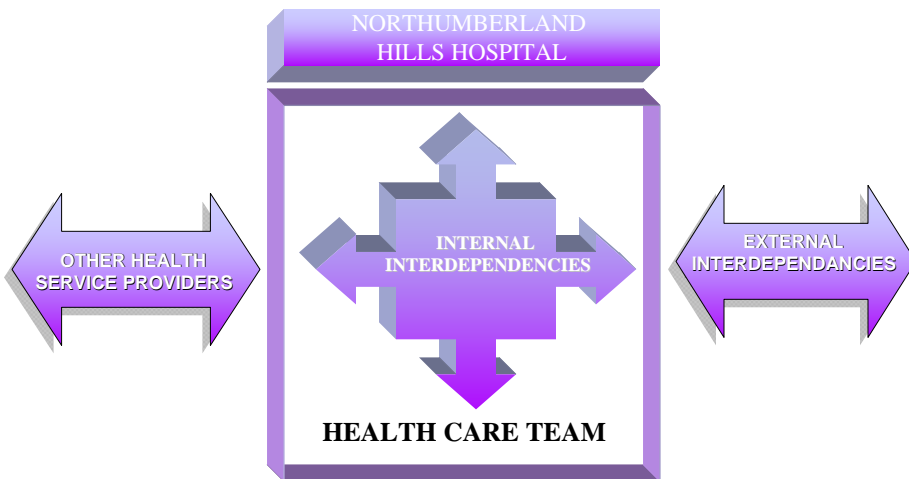 NORTHUMBERLAND
HILLS HOSPITAL
OTHER HEALTH
SERVICE PROVIDERS
INTERNAL
INTERDEPENDENCIES
EXTERNAL
INTERDEPENDANCIES
HEALTH CARE TEAM